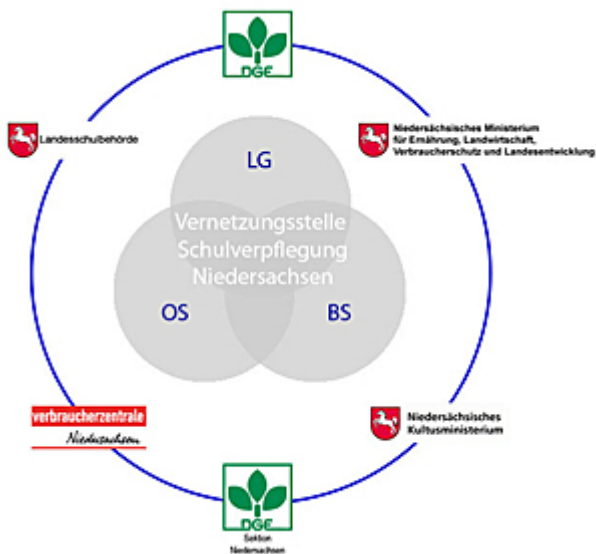 DGE
Landesschulbehörde
Niedersächsisches Ministerium
für Ernährung, Landwirtschaft,
Verbraucherschutz und Landesentwicklung
LG
Vernetzungsstelle
Schulverpflegung
Niedersachsen
OS
BS
verbraucherzentrale
Niedersachsen
Niedersächsisches
Kultusministerium
DGE
Sektion
Niedersachsen